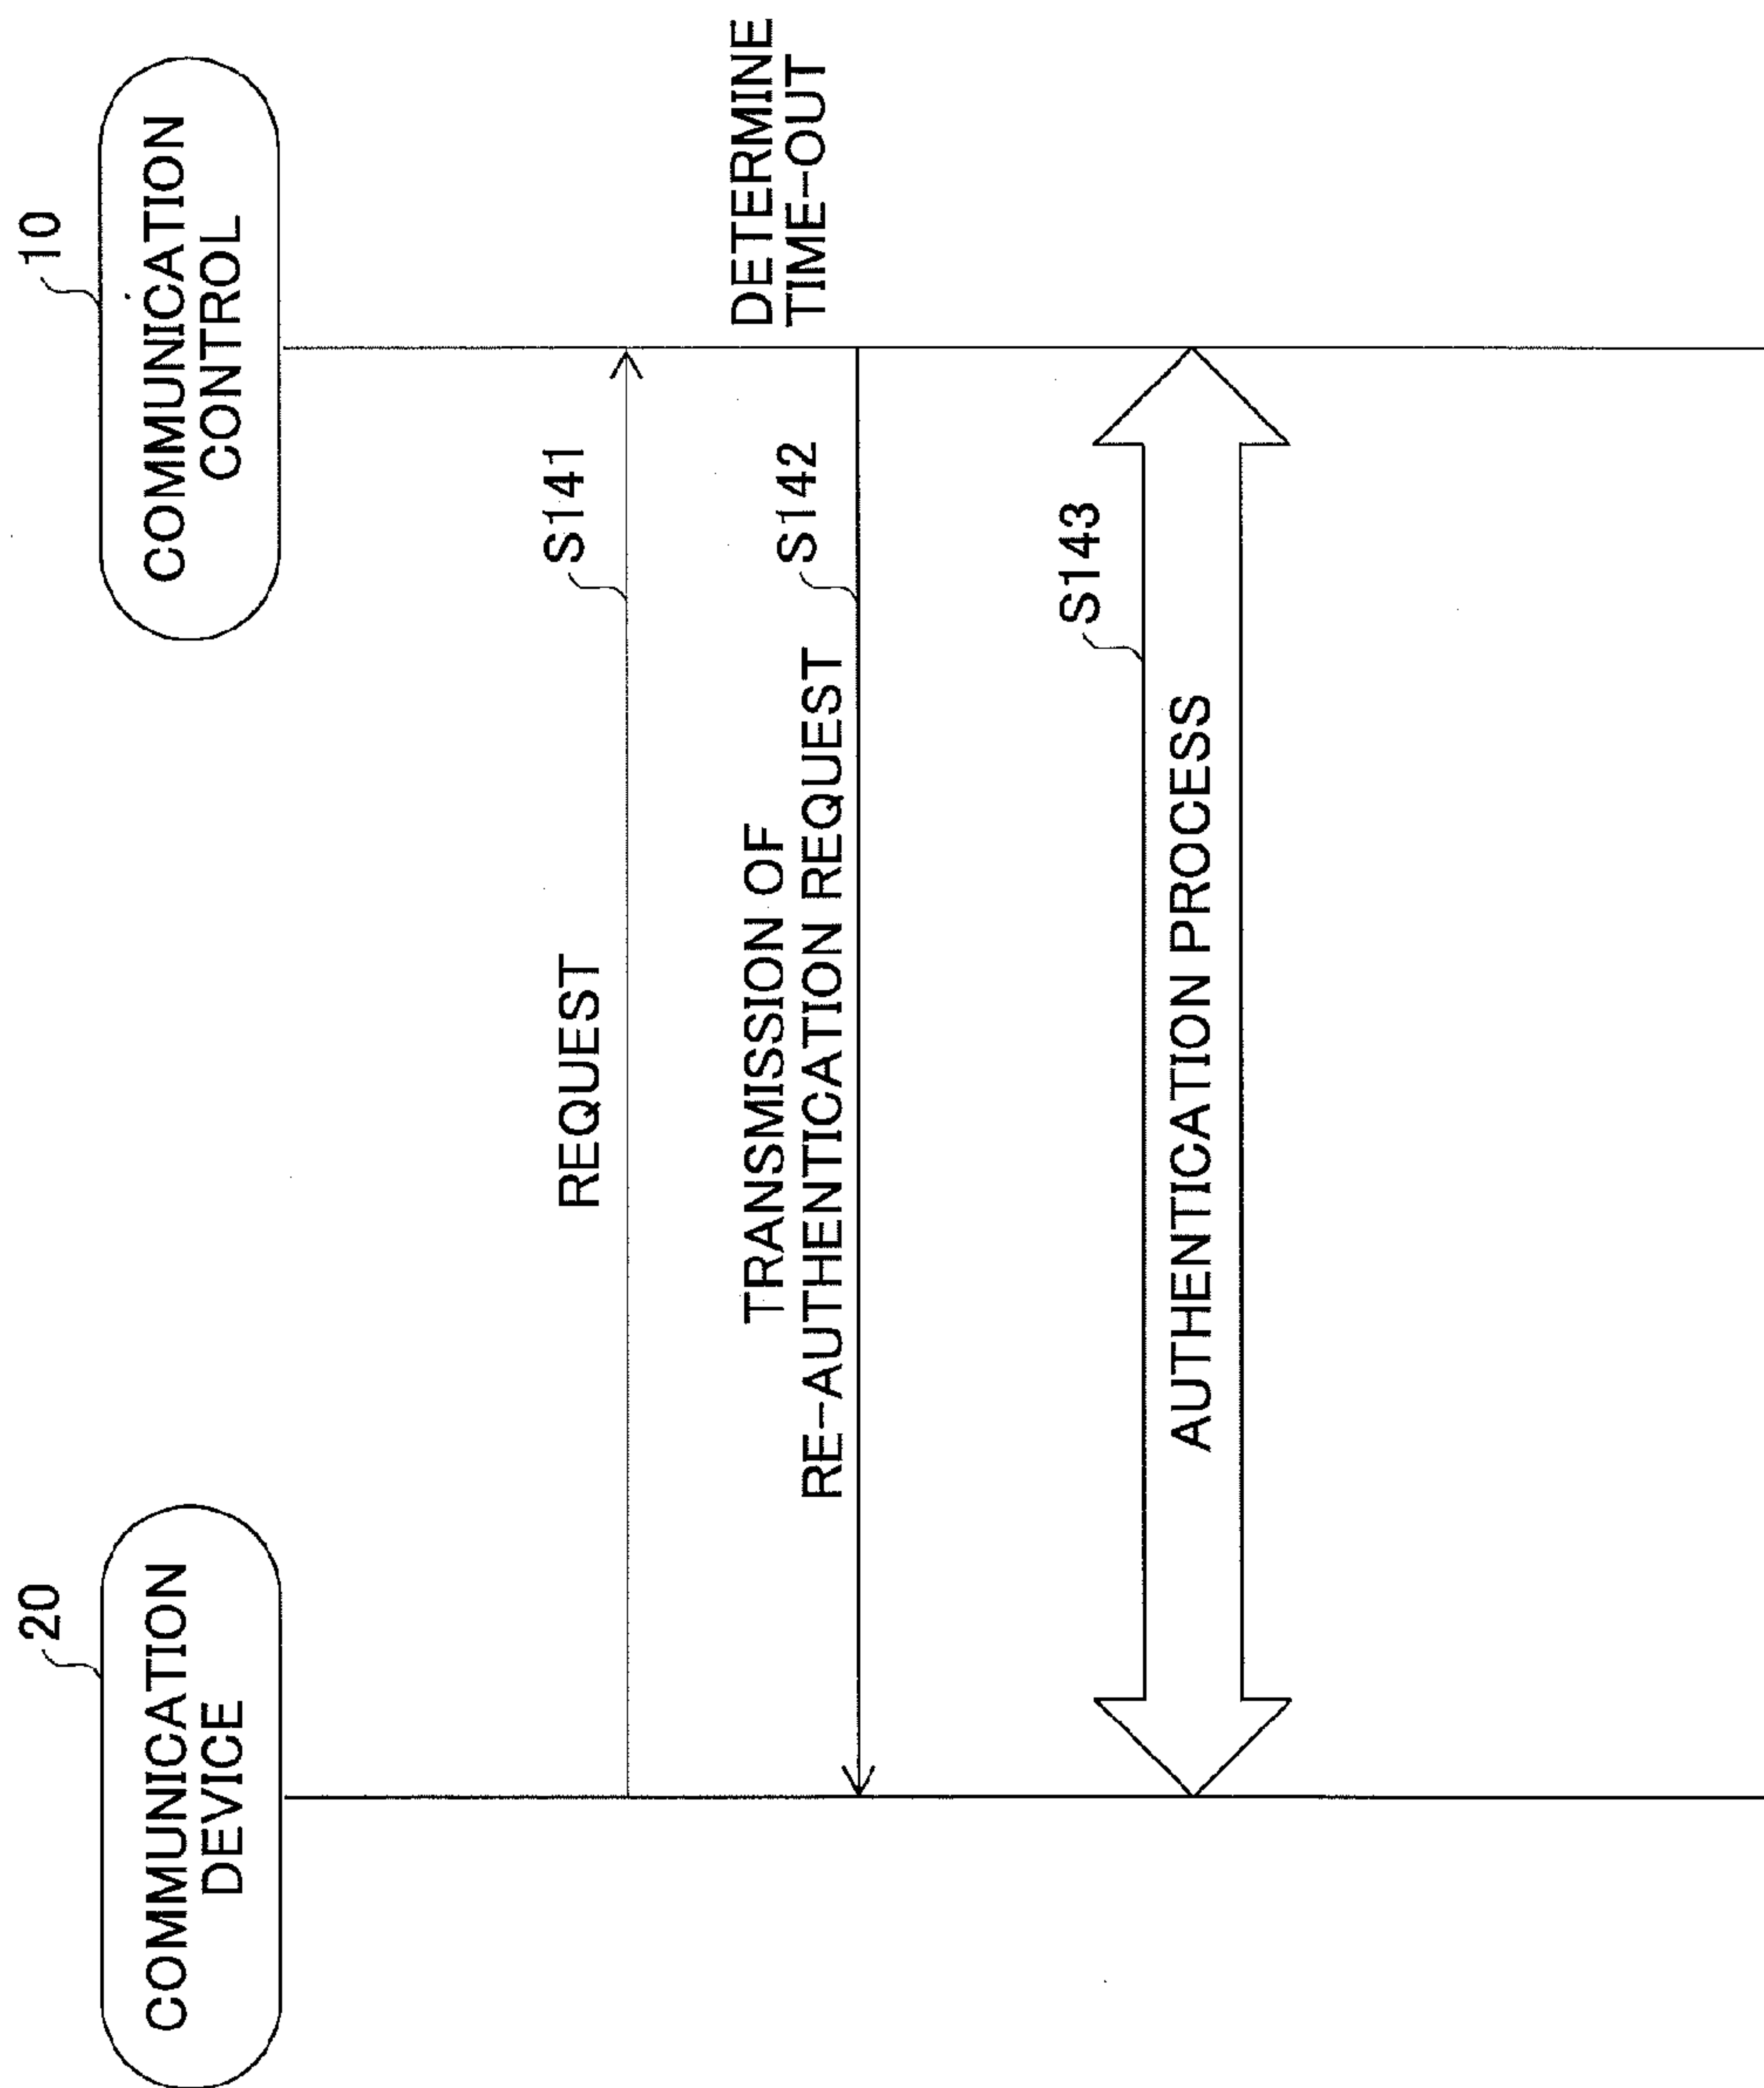 20
COMMUNICATION
DEVICE
10
COMMUNICATION
CONTROL
REQUEST
S141
DETERMINE
TIME-OUT
TRANSMISSION OF
RE-AUTHENTICATION REQUEST
S142
S143
AUTHENTICATION PROCESS